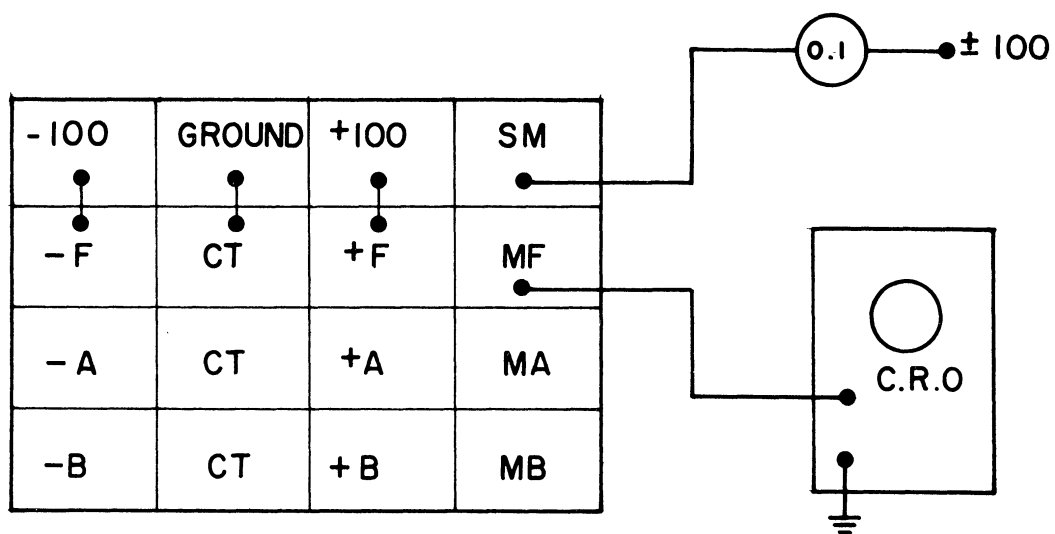 0.1 ± 100
-100 GROUND +100 SM
-F CT +F MF
-A CT +A MA
-B CT +B MB
C.R.O